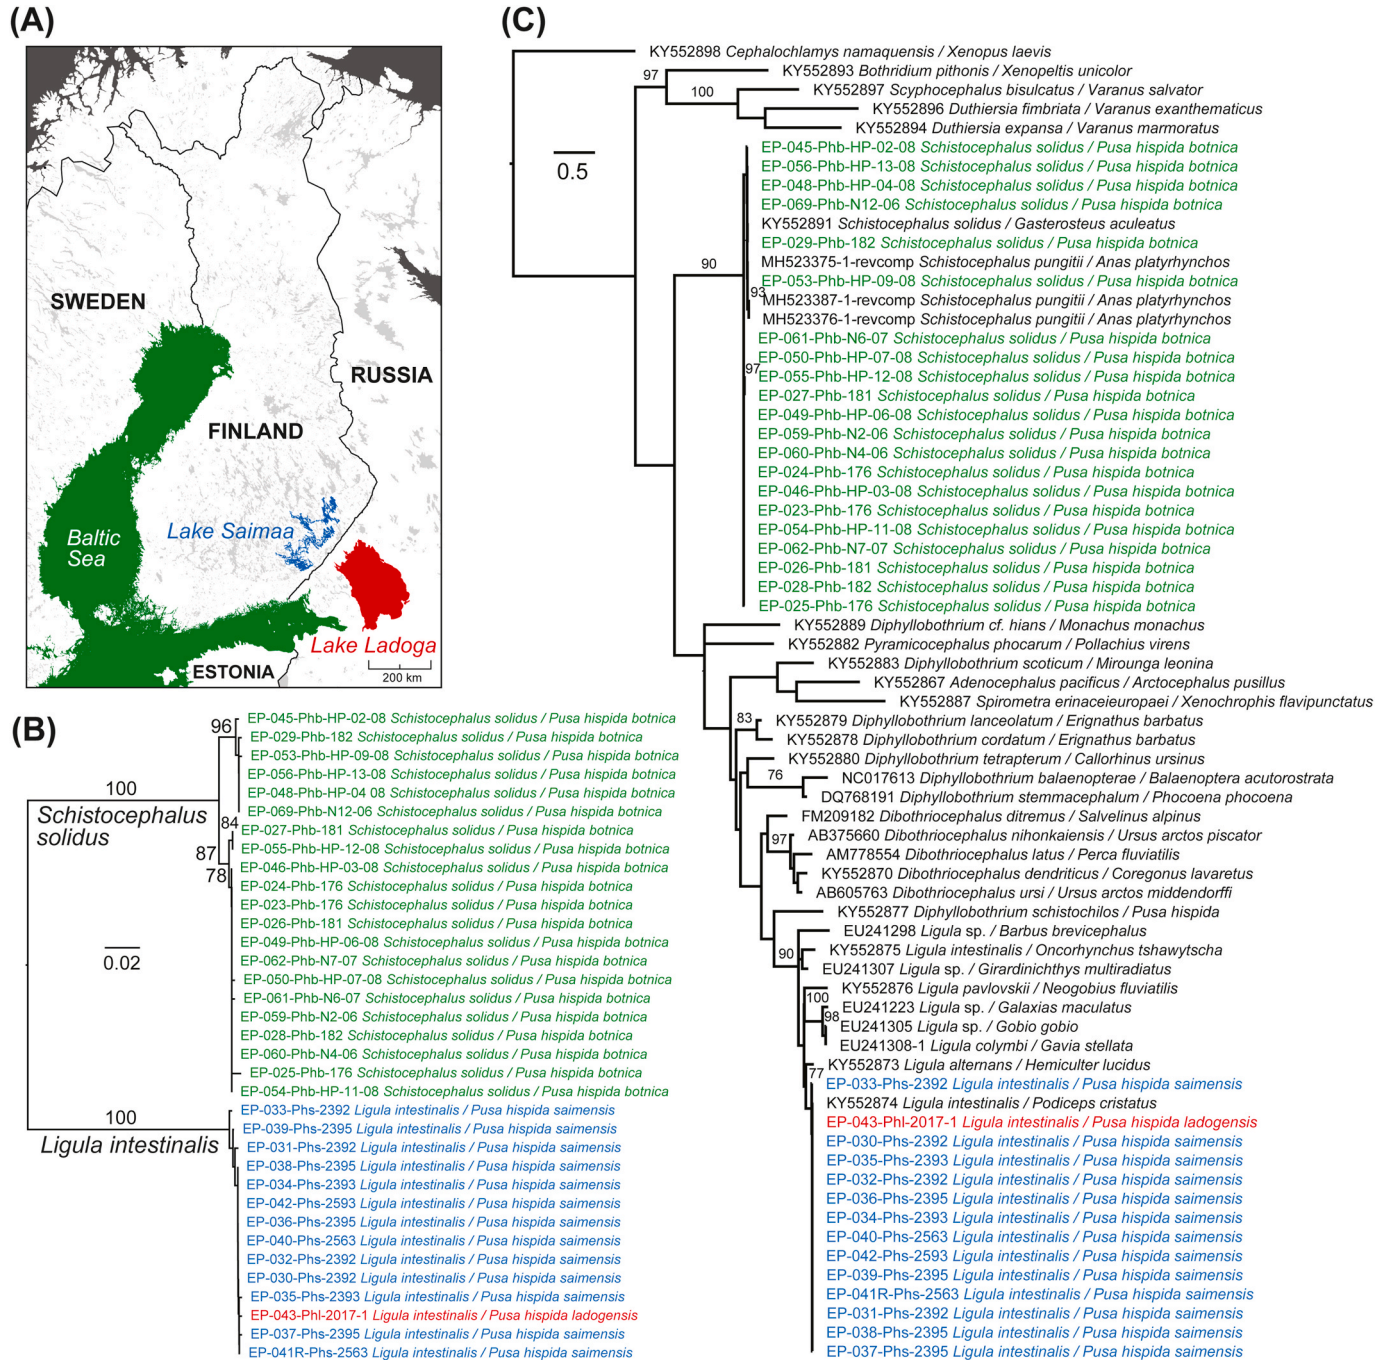 (A)
SWEDEN
RUSSIA
FINLAND
Baltic
Sea
Lake Saimaa
Lake Ladoga
ESTONIA
200 km
(B)
EP-045-Phb-HP-02-08 Schistocephalus solidus / Pusa hispida botnica
96
EP-029-Phb-182 Schistocephalus solidus / Pusa hispida botnica
EP-053-Phb-HP-09-08 Schistocephalus solidus / Pusa hispida botnica
EP-056-Phb-HP-13-08 Schistocephalus solidus / Pusa hispida botnica
100
EP-048-Phb-HP-04 08 Schistocephalus solidus / Pusa hispida botnica
EP-069-Phb-N12-06 Schistocephalus solidus / Pusa hispida botnica
Schistocephalus
solidus
84
EP-027-Phb-181 Schistocephalus solidus / Pusa hispida botnica
EP-055-Phb-HP-12-08 Schistocephalus solidus / Pusa hispida botnica
87
EP-046-Phb-HP-03-08 Schistocephalus solidus / Pusa hispida botnica
78
EP-024-Phb-176 Schistocephalus solidus / Pusa hispida botnica
EP-023-Phb-176 Schistocephalus solidus / Pusa hispida botnica
EP-026-Phb-181 Schistocephalus solidus / Pusa hispida botnica
EP-049-Phb-HP-06-08 Schistocephalus solidus / Pusa hispida botnica
0.02
EP-062-Phb-N7-07 Schistocephalus solidus / Pusa hispida botnica
EP-050-Phb-HP-07-08 Schistocephalus solidus / Pusa hispida botnica
EP-061-Phb-N6-07 Schistocephalus solidus / Pusa hispida botnica
EP-059-Phb-N2-06 Schistocephalus solidus / Pusa hispida botnica
EP-028-Phb-182 Schistocephalus solidus / Pusa hispida botnica
EP-060-Phb-N4-06 Schistocephalus solidus / Pusa hispida botnica
EP-025-Phb-176 Schistocephalus solidus / Pusa hispida botnica
EP-054-Phb-HP-11-08 Schistocephalus solidus / Pusa hispida botnica
100
EP-033-Phs-2392 Ligula intestinalis / Pusa hispida saimensis
EP-039-Phs-2395 Ligula intestinalis / Pusa hispida saimensis
Ligula intestinalis
EP-031-Phs-2392 Ligula intestinalis / Pusa hispida saimensis
EP-038-Phs-2395 Ligula intestinalis / Pusa hispida saimensis
EP-034-Phs-2393 Ligula intestinalis / Pusa hispida saimensis
EP-042-Phs-2593 Ligula intestinalis / Pusa hispida saimensis
EP-036-Phs-2395 Ligula intestinalis / Pusa hispida saimensis
EP-040-Phs-2563 Ligula intestinalis / Pusa hispida saimensis
EP-032-Phs-2392 Ligula intestinalis / Pusa hispida saimensis
EP-030-Phs-2392 Ligula intestinalis / Pusa hispida saimensis
EP-035-Phs-2393 Ligula intestinalis / Pusa hispida saimensis
EP-043-Phl-2017-1 Ligula intestinalis / Pusa hispida ladogensis
EP-037-Phs-2395 Ligula intestinalis / Pusa hispida saimensis
EP-041R-Phs-2563 Ligula intestinalis / Pusa hispida saimensis
(C)
KY552898 Cephalochlamys namaquensis / Xenopus laevis
97
KY552893 Bothridium pithonis / Xenopeltis unicolor
100
KY552897 Scyphocephalus bisulcatus / Varanus salvator
KY552896 Duthiersia fimbriata / Varanus exanthematicus
KY552894 Duthiersia expansa / Varanus marmoratus
EP-045-Phb-HP-02-08 Schistocephalus solidus / Pusa hispida botnica
0.5
EP-056-Phb-HP-13-08 Schistocephalus solidus / Pusa hispida botnica
EP-048-Phb-HP-04-08 Schistocephalus solidus / Pusa hispida botnica
EP-069-Phb-N12-06 Schistocephalus solidus / Pusa hispida botnica
KY552891 Schistocephalus solidus / Gasterosteus aculeatus
EP-029-Phb-182 Schistocephalus solidus / Pusa hispida botnica
90
MH523375-1-revcomp Schistocephalus pungitii / Anas platyrhynchos
EP-053-Phb-HP-09-08 Schistocephalus solidus / Pusa hispida botnica
93
MH523387-1-revcomp Schistocephalus pungitii / Anas platyrhynchos
MH523376-1-revcomp Schistocephalus pungitii / Anas platyrhynchos
EP-061-Phb-N6-07 Schistocephalus solidus / Pusa hispida botnica
EP-050-Phb-HP-07-08 Schistocephalus solidus / Pusa hispida botnica
97
EP-055-Phb-HP-12-08 Schistocephalus solidus / Pusa hispida botnica
EP-027-Phb-181 Schistocephalus solidus / Pusa hispida botnica
EP-049-Phb-HP-06-08 Schistocephalus solidus / Pusa hispida botnica
EP-059-Phb-N2-06 Schistocephalus solidus / Pusa hispida botnica
EP-060-Phb-N4-06 Schistocephalus solidus / Pusa hispida botnica
EP-024-Phb-176 Schistocephalus solidus / Pusa hispida botnica
EP-046-Phb-HP-03-08 Schistocephalus solidus / Pusa hispida botnica
EP-023-Phb-176 Schistocephalus solidus / Pusa hispida botnica
EP-054-Phb-HP-11-08 Schistocephalus solidus / Pusa hispida botnica
EP-062-Phb-N7-07 Schistocephalus solidus / Pusa hispida botnica
EP-026-Phb-181 Schistocephalus solidus / Pusa hispida botnica
EP-028-Phb-182 Schistocephalus solidus / Pusa hispida botnica
EP-025-Phb-176 Schistocephalus solidus / Pusa hispida botnica
KY552889 Diphyllobothrium cf. hians / Monachus monachus
KY552882 Pyramicocephalus phocarum / Pollachius virens
KY552883 Diphyllobothrium scoticum / Mirounga leonina
KY552867 Adenocephalus pacificus / Arctocephalus pusillus
KY552887 Spirometra erinaceieuropaei / Xenochrophis flavipunctatus
83
KY552879 Diphyllobothrium lanceolatum / Erignathus barbatus
KY552878 Diphyllobothrium cordatum / Erignathus barbatus
KY552880 Diphyllobothrium tetrapterum / Callorhinus ursinus
76
NC017613 Diphyllobothrium balaenopterae / Balaenoptera acutorostrata
DQ768191 Diphyllobothrium stemmacephalum / Phocoena phocoena
FM209182 Dibothriocephalus ditremus / Salvelinus alpinus
97
AB375660 Dibothriocephalus nihonkaiensis / Ursus arctos piscator
AM778554 Dibothriocephalus latus / Perca fluviatilis
KY552870 Dibothriocephalus dendriticus / Coregonus lavaretus
AB605763 Dibothriocephalus ursi / Ursus arctos middendorffi
KY552877 Diphyllobothrium schistochilos / Pusa hispida
EU241298 Ligula sp. / Barbus brevicephalus
90
KY552875 Ligula intestinalis / Oncorhynchus tshawytscha
EU241307 Ligula sp. / Girardinichthys multiradiatus
KY552876 Ligula pavlovskii / Neogobius fluviatilis
100
EU241223 Ligula sp. / Galaxias maculatus
98
EU241305 Ligula sp. / Gobio gobio
EU241308-1 Ligula colymbi / Gavia stellata
KY552873 Ligula alternans / Hemiculter lucidus
77
EP-033-Phs-2392 Ligula intestinalis / Pusa hispida saimensis
KY552874 Ligula intestinalis / Podiceps cristatus
EP-043-Phl-2017-1 Ligula intestinalis / Pusa hispida ladogensis
EP-030-Phs-2392 Ligula intestinalis / Pusa hispida saimensis
EP-035-Phs-2393 Ligula intestinalis / Pusa hispida saimensis
EP-032-Phs-2392 Ligula intestinalis / Pusa hispida saimensis
EP-036-Phs-2395 Ligula intestinalis / Pusa hispida saimensis
EP-034-Phs-2393 Ligula intestinalis / Pusa hispida saimensis
EP-040-Phs-2563 Ligula intestinalis / Pusa hispida saimensis
EP-042-Phs-2593 Ligula intestinalis / Pusa hispida saimensis
EP-039-Phs-2395 Ligula intestinalis / Pusa hispida saimensis
EP-041R-Phs-2563 Ligula intestinalis / Pusa hispida saimensis
EP-031-Phs-2392 Ligula intestinalis / Pusa hispida saimensis
EP-038-Phs-2395 Ligula intestinalis / Pusa hispida saimensis
EP-037-Phs-2395 Ligula intestinalis / Pusa hispida saimensis